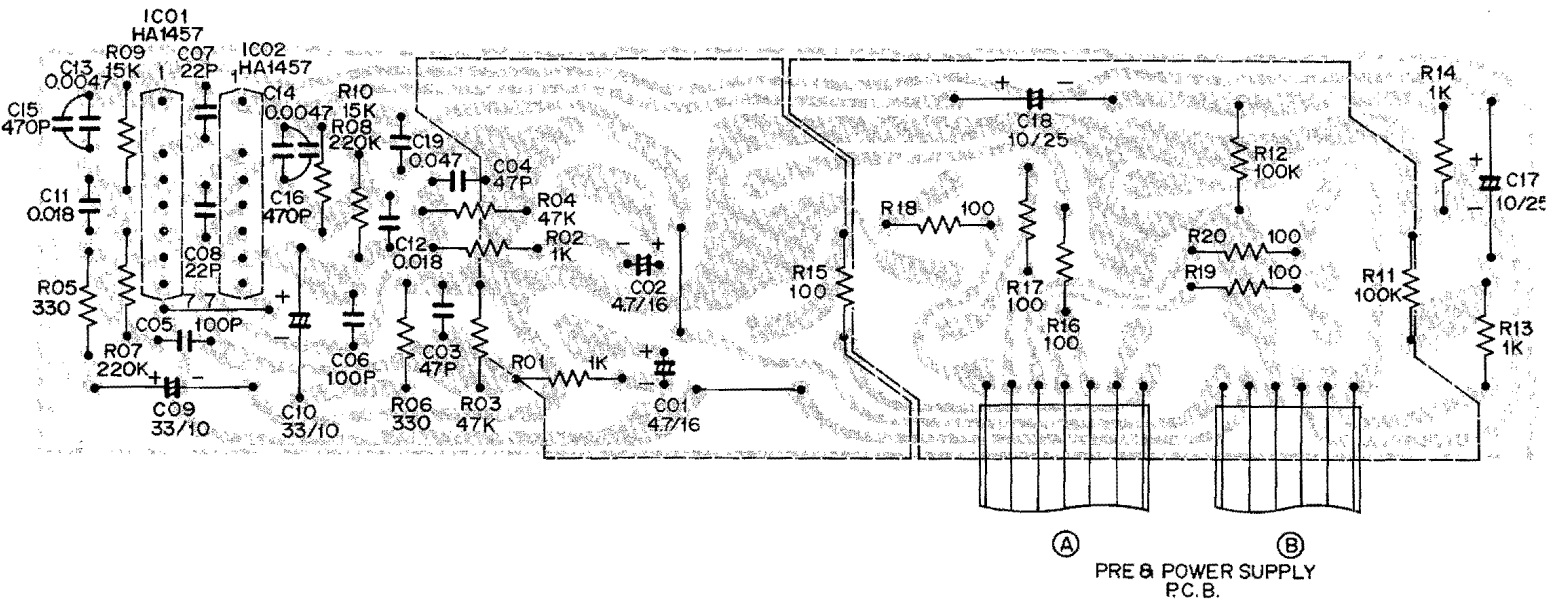 IC01
HA1457
R09
15K
C07
22P
IC02
HA1457
C13
0.0047
1
1
C14
0.0047
R10
15K
C15
470P
R08
220K
C19
0.047
C04
47P
C11
0.018
C16
470P
R04
47K
C08
22P
C12
0.018
R02
1K
R05
330
7 7
C05
100P
+
-
C06
100P
C03
47P
- +
C02
4.7/16
R07
220K
+ -
C09
33/10
C10
33/10
R06
330
R03
47K
R01
1K
+
-
C01
4.7/16
+ -
C18
10/25
R14
1K
R12
100K
+
C17
10/25
-
R18
100
R20
100
R19
100
R15
100
R17
100
R16
100
R11
100K
R13
1K
A
B
PRE & POWER SUPPLY
P.C.B.